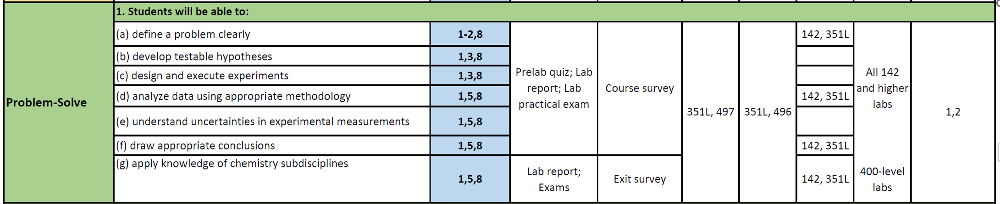 1. Students will be able to:
Problem-Solve
(a) define a problem clearly
1-2,8
142, 351L
(b) develop testable hypotheses
1,3,8
(c) design and execute experiments
1,3,8
(d) analyze data using appropriate methodology
1,5,8
142, 351L
(e) understand uncertainties in experimental measurements
1,5,8
(f) draw appropriate conclusions
1,5,8
142, 351L
Prelab quiz; Lab
report; Lab
practical exam
Course survey
351L, 497
351L, 496
All 142
and higher
labs
1,2
(g) apply knowledge of chemistry subdisciplines
1,5,8
Lab report;
Exams
Exit survey
142, 351L
400-level
labs